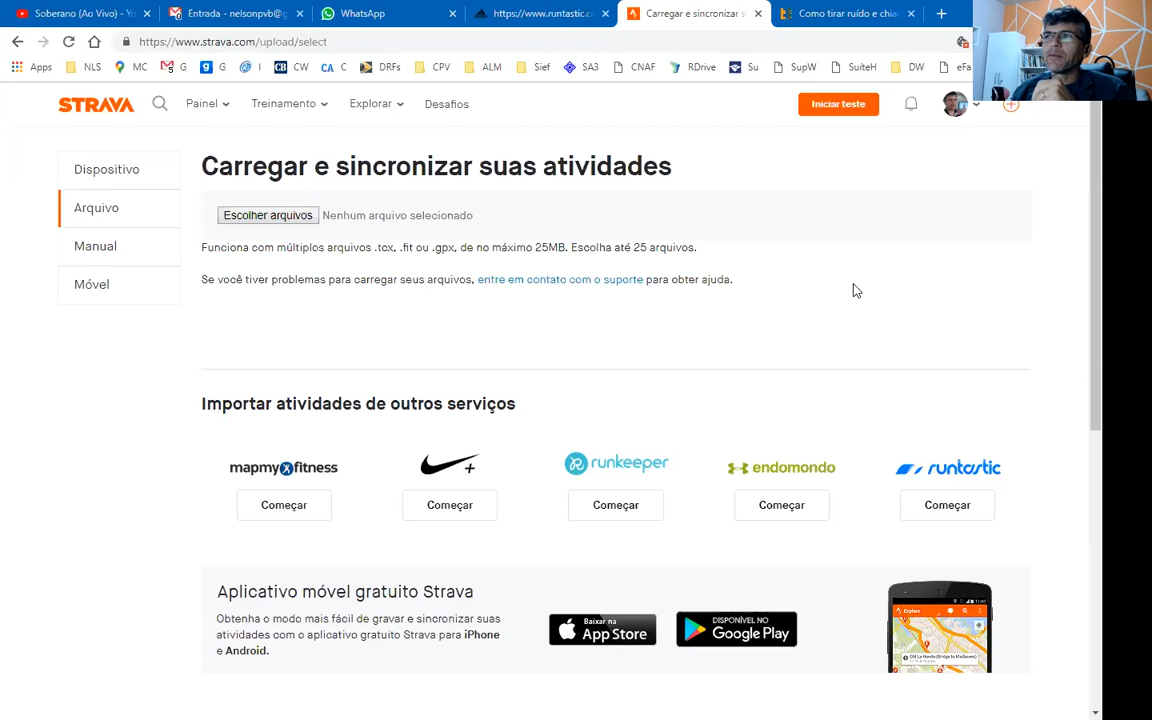 Soberano (Ao Vivo) - Yo
Entrada - nelsonpvb@g
WhatsApp
https://www.runtastic.c
Carregar e sincronizar s
Como tirar ruído e chia
https://www.strava.com/upload/select
Apps NLS MC G G I CW C DRFs CPV ALM Sief SA3 CNAF RDrive Su SupW SuíteH DW eFa
STRAVA Painel Treinamento Explorar Desafios Iniciar teste
Dispositivo
Arquivo
Manual
Móvel
Carregar e sincronizar suas atividades
Escolher arquivos Nenhum arquivo selecionado
Funciona com múltiplos arquivos .tcx, .fit ou .gpx, de no máximo 25MB. Escolha até 25 arquivos.
Se você tiver problemas para carregar seus arquivos, entre em contato com o suporte para obter ajuda.
Importar atividades de outros serviços
mapmyfitness
runkeeper
endomondo
runtastic
Começar Começar Começar Começar Começar
Aplicativo móvel gratuito Strava
Obtenha o modo mais fácil de gravar e sincronizar suas
atividades com o aplicativo gratuito Strava para iPhone
e Android.
Baixar na
App Store
DISPONÍVEL NO
Google Play
Explore